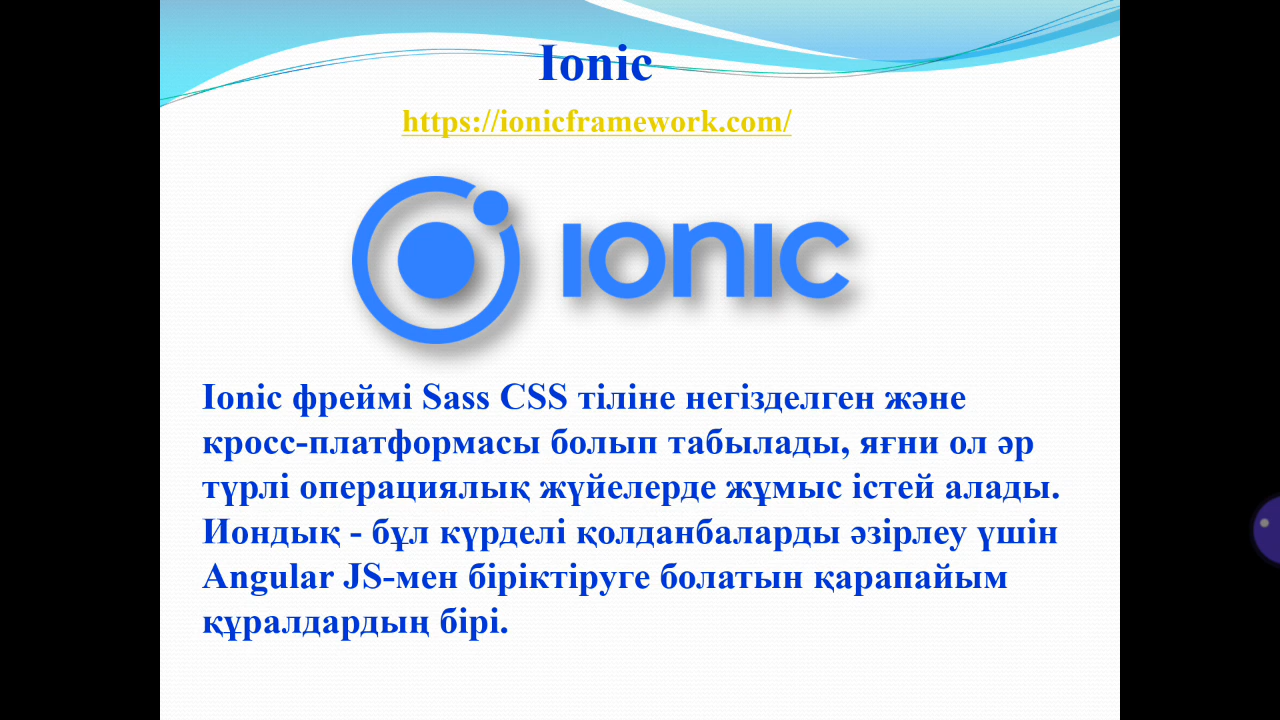 Ionic
https://ionicframework.com/
IONIC
Ionic фреймі Sass CSS тіліне негізделген және
кросс-платформасы болып табылады, яғни ол әр
түрлі операциялық жүйелерде жұмыс істей алады.
Иондық - бұл күрделі қолданбаларды әзірлеу үшін
Angular JS-мен біріктіруге болатын қарапайым
құралдардың бірі.